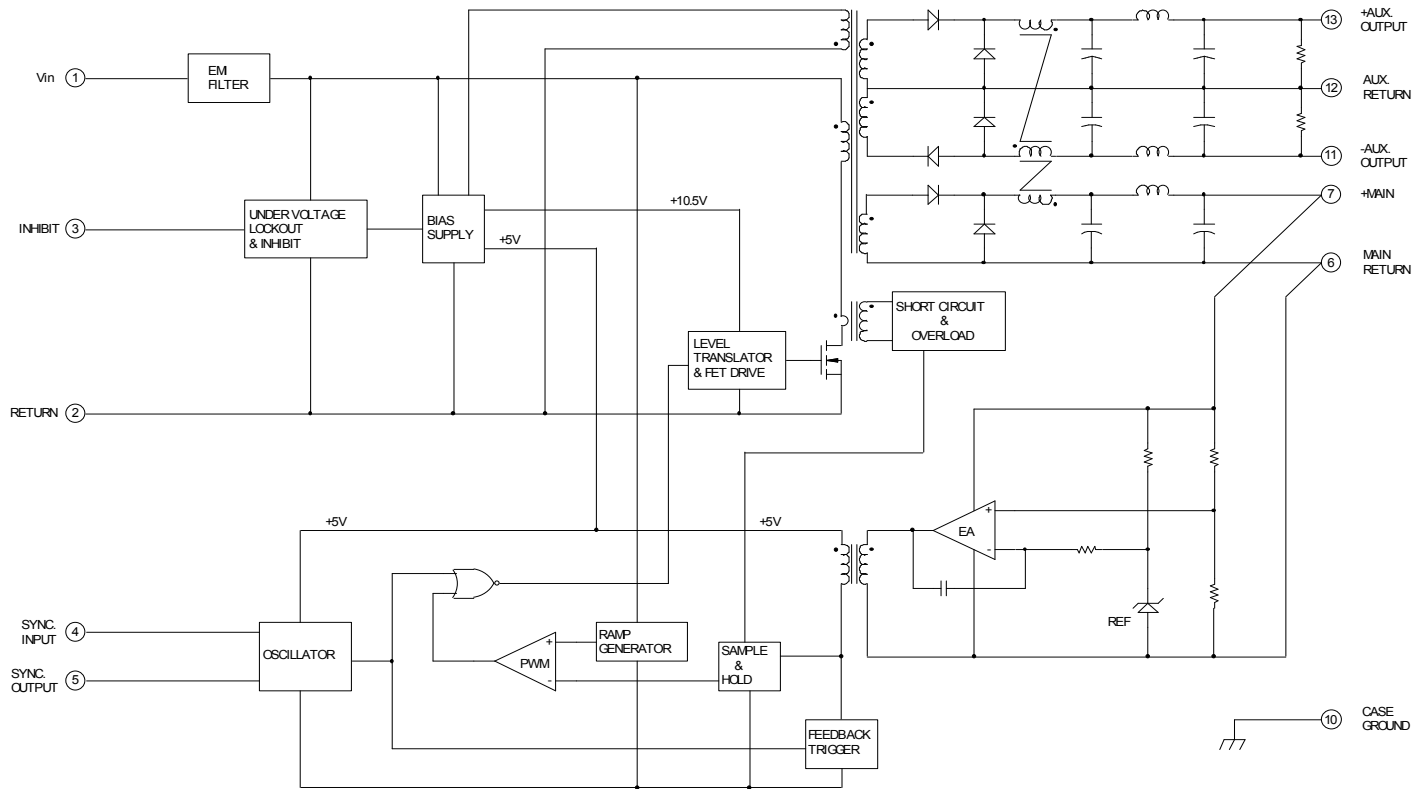 13
+AUX.
OUTPUT
EMI
FILTER
Vin
1
12
AUX.
RETURN
11
-AUX.
OUTPUT
7
+MAIN
UNDER VOLTAGE
LOCKOUT
& INHIBIT
BIAS
SUPPLY
+10.5V
INHIBIT
3
+5V
6
MAIN
RETURN
SHORT CIRCUIT
&
OVERLOAD
LEVEL
TRANSLATOR
& FET DRIVE
RETURN
2
+5V
+5V
+
EA
-
REF
SYNC.
INPUT
4
OSCILLATOR
SYNC.
OUTPUT
5
+
PWM
-
RAMP
GENERATOR
SAMPLE
&
HOLD
FEEDBACK
TRIGGER
10
CASE
GROUND